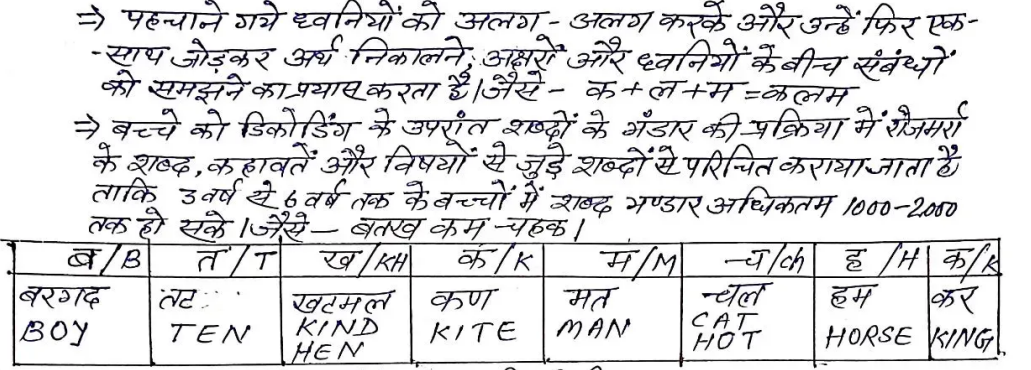 ⇒ पहचाने गये ध्वनियों को अलग-अलग करके और उन्हें फिर एक-
-साथ जोड़कर अर्थ निकालने, अक्षरों और ध्वनियों के बीच संबंधों
को समझने का प्रयास करता है। जैसे - क+ल+म=कलम
⇒ बच्चे को डिकोडिंग के उपरांत शब्दों के भंडार की प्रक्रिया में रोजमर्रा
के शब्द, कहावतें और विषयों से जुड़े शब्दों से परिचित कराया जाता है
ताकि 3 वर्ष से 6 वर्ष तक के बच्चों में शब्द भण्डार अधिकतम 1000-2000
तक हो सके। जैसे - बतख कम चहक।
ब/B त/T ख/KH क/K म/M च/ch ह/H क/K
बरगद तट खटमल कण मत चल हम कर
BOY TEN KIND KITE MAN CAT HORSE KING
HEN HOT